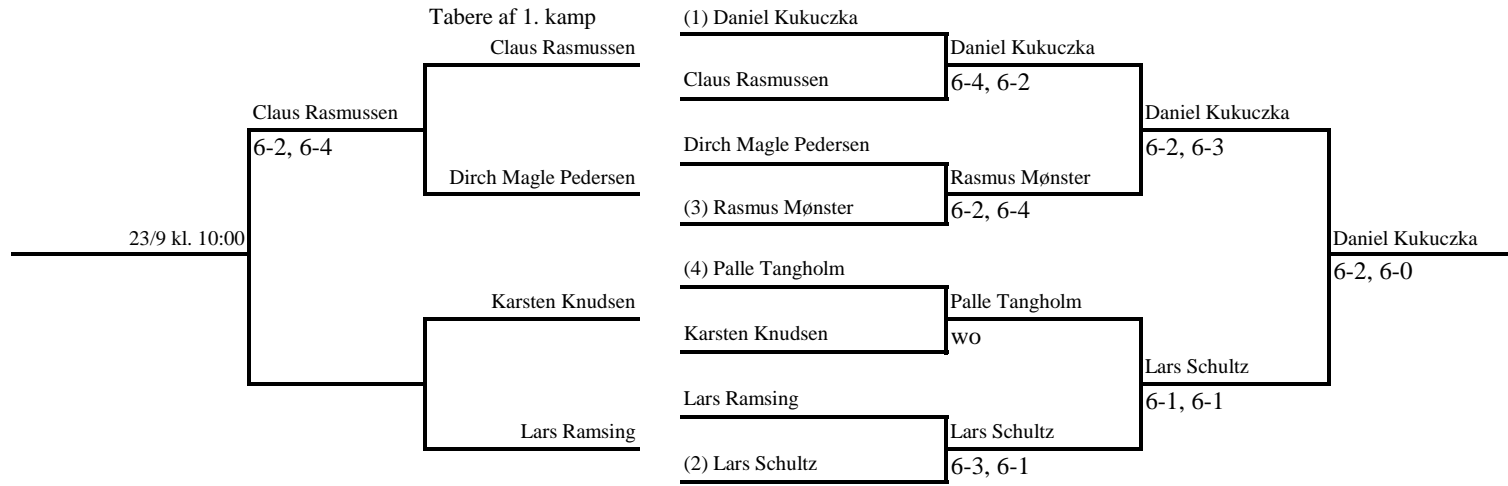 Tabere af 1. kamp
Claus Rasmussen
Claus Rasmussen
6-2, 6-4
Dirch Magle Pedersen
23/9 kl. 10:00
Karsten Knudsen
Lars Ramsing
(1) Daniel Kukuczka
Claus Rasmussen
Dirch Magle Pedersen
(3) Rasmus Mønster
(4) Palle Tangholm
Karsten Knudsen
Lars Ramsing
(2) Lars Schultz
Daniel Kukuczka
6-4, 6-2
Rasmus Mønster
6-2, 6-4
Palle Tangholm
wo
Lars Schultz
6-3, 6-1
Daniel Kukuczka
6-2, 6-3
Lars Schultz
6-1, 6-1
Daniel Kukuczka
6-2, 6-0